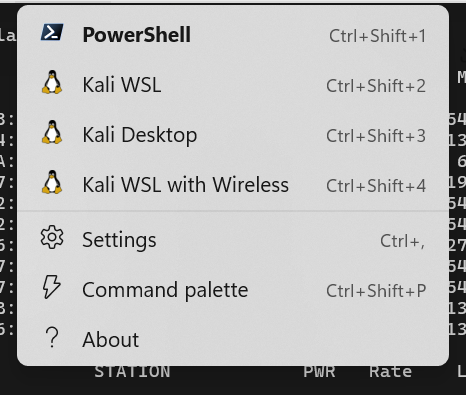 PowerShell Ctrl+Shift+1
Kali WSL Ctrl+Shift+2
Kali Desktop Ctrl+Shift+3
Kali WSL with Wireless Ctrl+Shift+4
Settings Ctrl+,
Command palette Ctrl+Shift+P
About
STATION PWR Rate